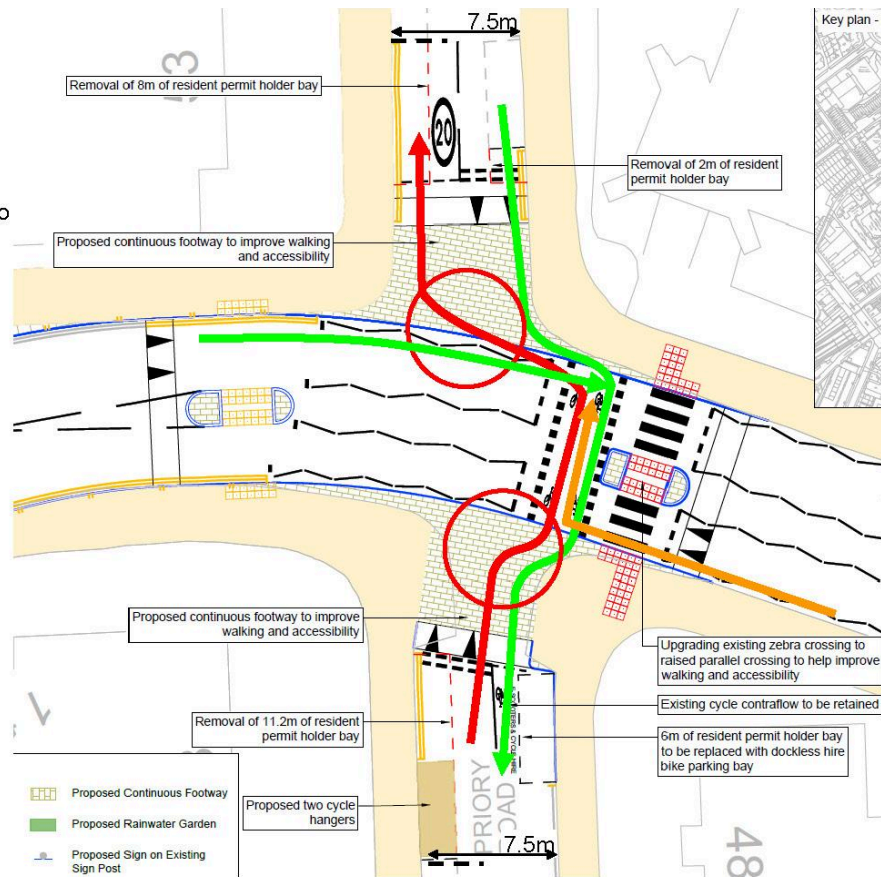 7.5m
Key plan -
53
Removal of 8m of resident permit holder bay
20
Removal of 2m of resident
permit holder bay
o
Proposed continuous footway to improve walking
and accessibility
Proposed continuous footway to improve
walking and accessibility
Upgrading existing zebra crossing to
raised parallel crossing to help improve
walking and accessibility
Existing cycle contraflow to be retained
Removal of 11.2m of resident
permit holder bay
6m of resident permit holder bay
to be replaced with dockless hire
bike parking bay
Proposed two cycle
hangers
PRIORY
ROAD
48
7.5m
Proposed Continuous Footway
Proposed Rainwater Garden
Proposed Sign on Existing
Sign Post